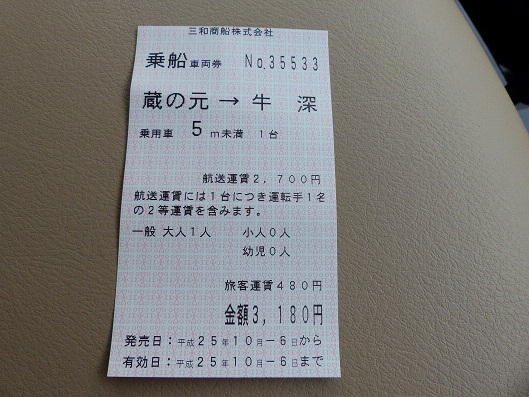 三和商船株式会社
乗船車両券 No.35533
蔵の元 → 牛 深
乗用車 5 m未満 1台
航送運賃2,700円
航送運賃には1台につき運転手1名
の2等運賃を含みます。
一般 大人1人 小人0人
幼児0人
旅客運賃480円
金額3,180円
発売日:平成25年10月-6日から
有効日:平成25年10月-6日まで